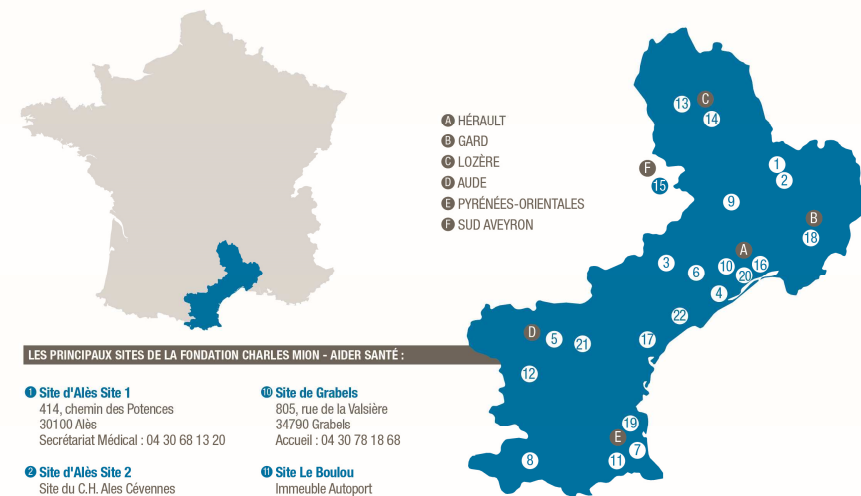 A HÉRAULT
B GARD
C LOZÈRE
D AUDE
E PYRÉNÉES-ORIENTALES
F SUD AVEYRON
13
C
14
1
F
2
15
9
B
18
A
3
10
16
6
20
4
22
D
5
21
17
12
19
E
7
8
11
LES PRINCIPAUX SITES DE LA FONDATION CHARLES MION - AIDER SANTÉ :
1 Site d'Alès Site 1
414, chemin des Potences
30100 Alès
Secrétariat Médical : 04 30 68 13 20
2 Site d'Alès Site 2
Site du C.H. Ales Cévennes
10 Site de Grabels
805, rue de la Valsière
34790 Grabels
Accueil : 04 30 78 18 68
11 Site Le Boulou
Immeuble Autoport